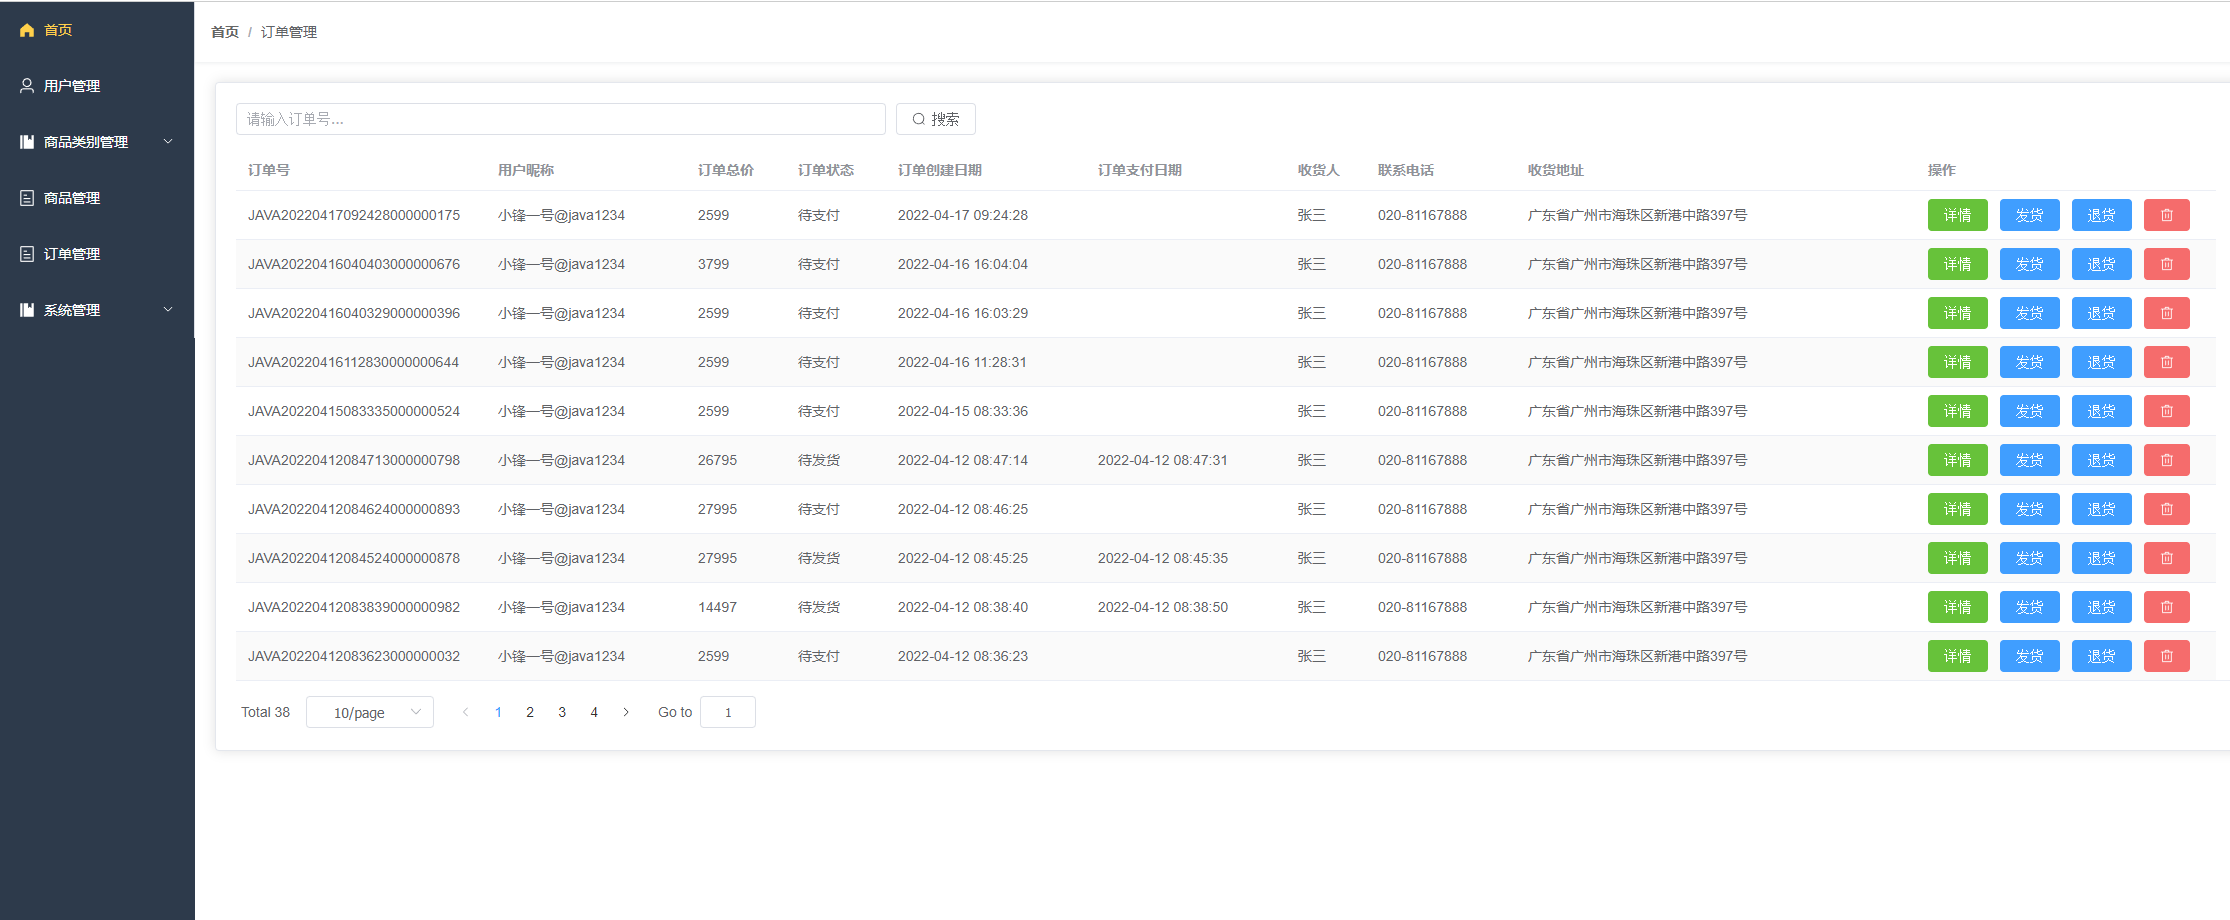 首页
用户管理
商品类别管理
商品管理
订单管理
系统管理
首页 / 订单管理
请输入订单号... 搜索
订单号 用户昵称 订单总价 订单状态 订单创建日期 订单支付日期 收货人 联系电话 收货地址 操作
JAVA20220417092428000000175 小锋一号@java1234 2599 待支付 2022-04-17 09:24:28 张三 020-81167888 广东省广州市海珠区新港中路397号 详情 发货 退货
JAVA20220416040403000000676 小锋一号@java1234 3799 待支付 2022-04-16 16:04:04 张三 020-81167888 广东省广州市海珠区新港中路397号 详情 发货 退货
JAVA20220416040329000000396 小锋一号@java1234 2599 待支付 2022-04-16 16:03:29 张三 020-81167888 广东省广州市海珠区新港中路397号 详情 发货 退货
JAVA20220416112830000000644 小锋一号@java1234 2599 待支付 2022-04-16 11:28:31 张三 020-81167888 广东省广州市海珠区新港中路397号 详情 发货 退货
JAVA20220415083335000000524 小锋一号@java1234 2599 待支付 2022-04-15 08:33:36 张三 020-81167888 广东省广州市海珠区新港中路397号 详情 发货 退货
JAVA20220412084713000000798 小锋一号@java1234 26795 待发货 2022-04-12 08:47:14 2022-04-12 08:47:31 张三 020-81167888 广东省广州市海珠区新港中路397号 详情 发货 退货
JAVA20220412084624000000893 小锋一号@java1234 27995 待支付 2022-04-12 08:46:25 张三 020-81167888 广东省广州市海珠区新港中路397号 详情 发货 退货
JAVA20220412084524000000878 小锋一号@java1234 27995 待发货 2022-04-12 08:45:25 2022-04-12 08:45:35 张三 020-81167888 广东省广州市海珠区新港中路397号 详情 发货 退货
JAVA20220412083839000000982 小锋一号@java1234 14497 待发货 2022-04-12 08:38:40 2022-04-12 08:38:50 张三 020-81167888 广东省广州市海珠区新港中路397号 详情 发货 退货
JAVA20220412083623000000032 小锋一号@java1234 2599 待支付 2022-04-12 08:36:23 张三 020-81167888 广东省广州市海珠区新港中路397号 详情 发货 退货
Total 38 10/page 1 2 3 4 Go to 1